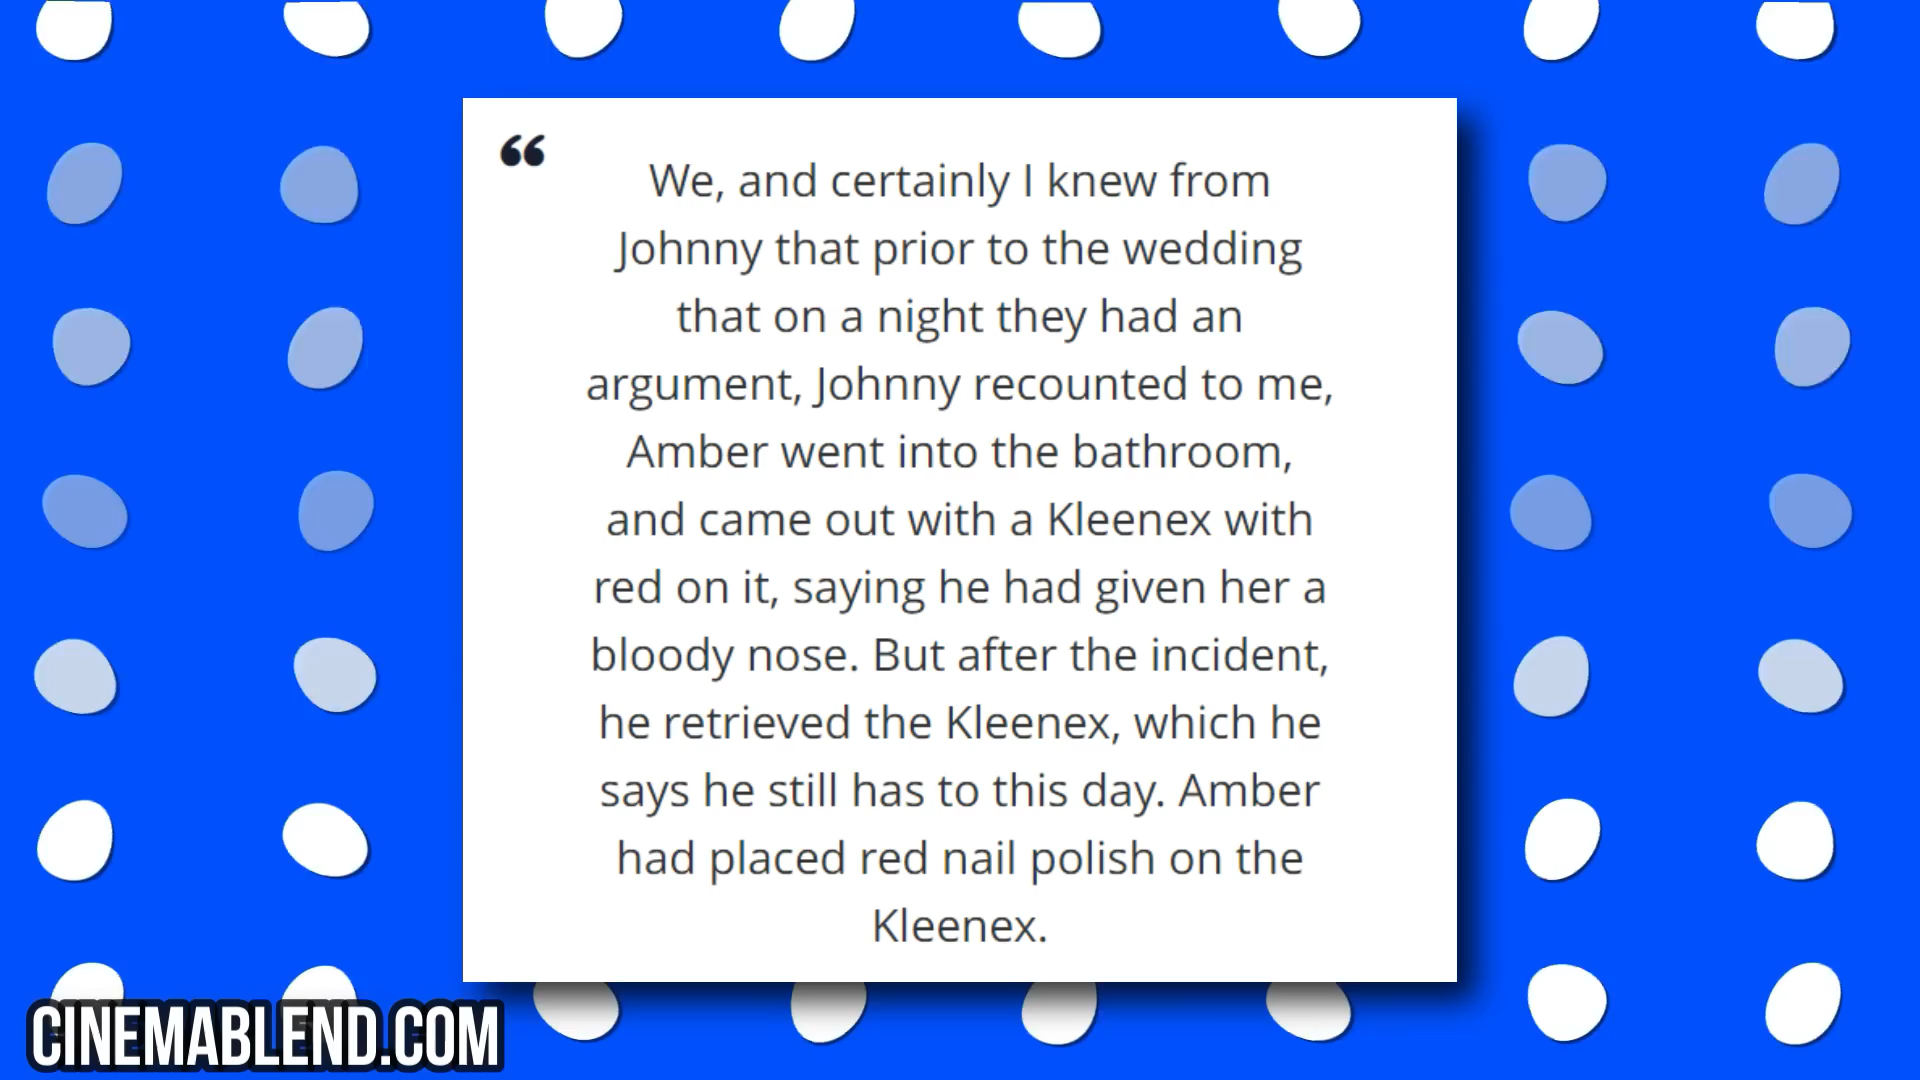 “
We, and certainly I knew from
Johnny that prior to the wedding
that on a night they had an
argument, Johnny recounted to me,
Amber went into the bathroom,
and came out with a Kleenex with
red on it, saying he had given her a
bloody nose. But after the incident,
he retrieved the Kleenex, which he
says he still has to this day. Amber
had placed red nail polish on the
Kleenex.
CINEMABLEND.COM